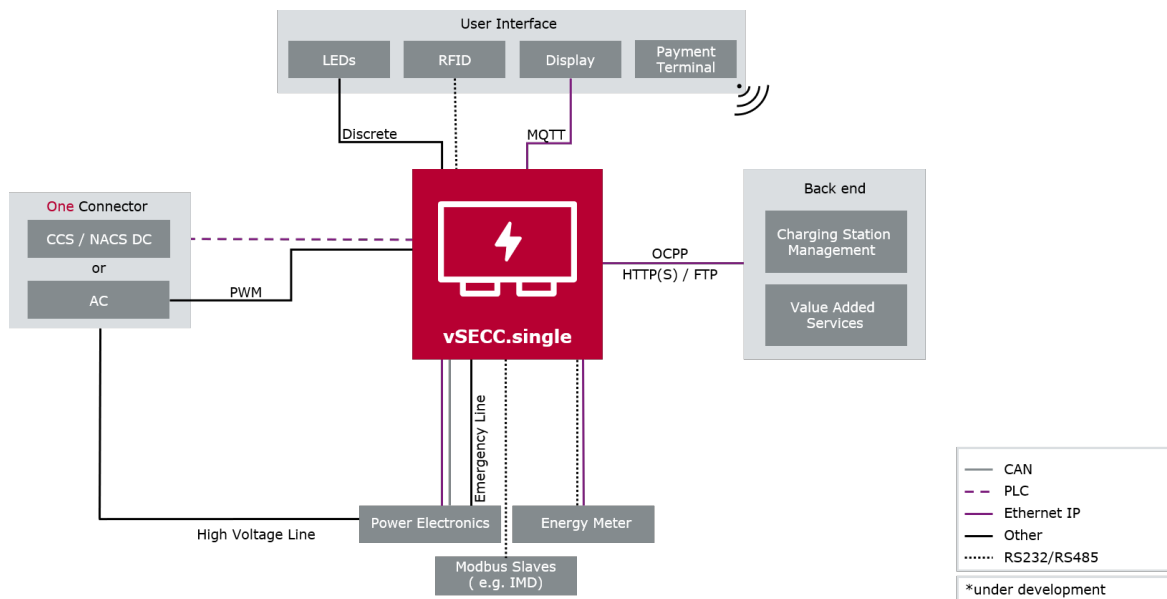 User Interface
LEDs
RFID
Display
Payment
Terminal
Discrete
MQTT
One Connector
CCS / NACS DC
or
AC
PWM
vSECC.single
OCPP
HTTP(S) / FTP
Back end
Charging Station
Management
Value Added
Services
Emergency Line
High Voltage Line
Power Electronics
Energy Meter
Modbus Slaves
( e.g. IMD)
CAN
PLC
Ethernet IP
Other
RS232/RS485
*under development